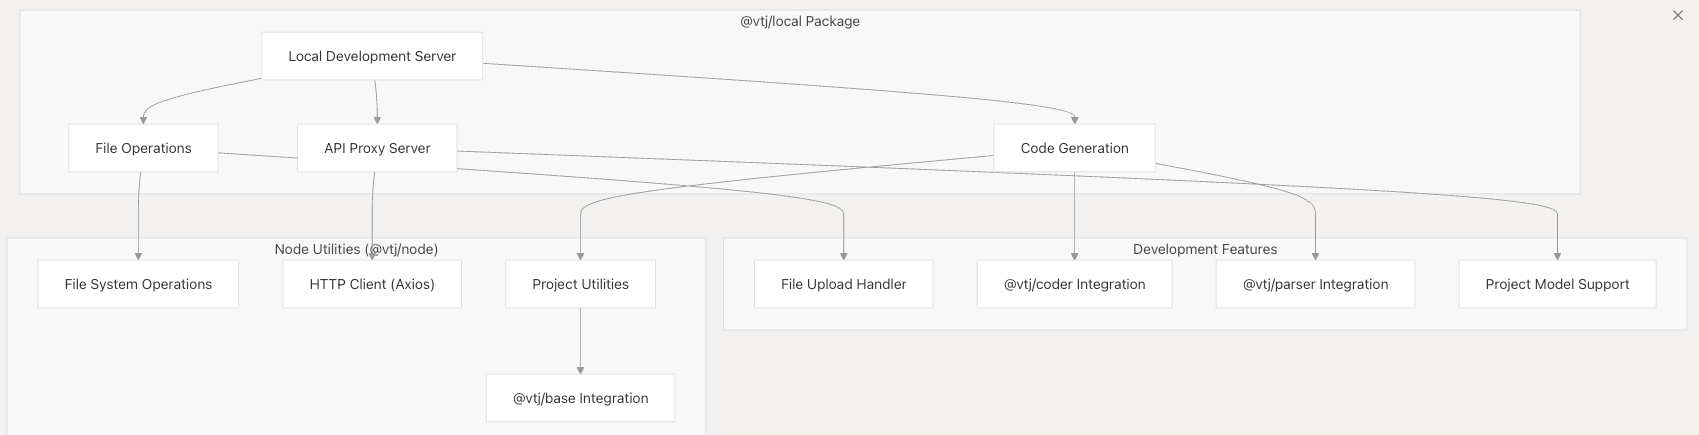 @vtj/local Package
Local Development Server
File Operations
API Proxy Server
Code Generation
Node Utilities (@vtj/node)
Development Features
File System Operations
HTTP Client (Axios)
Project Utilities
File Upload Handler
@vtj/coder Integration
@vtj/parser Integration
Project Model Support
@vtj/base Integration